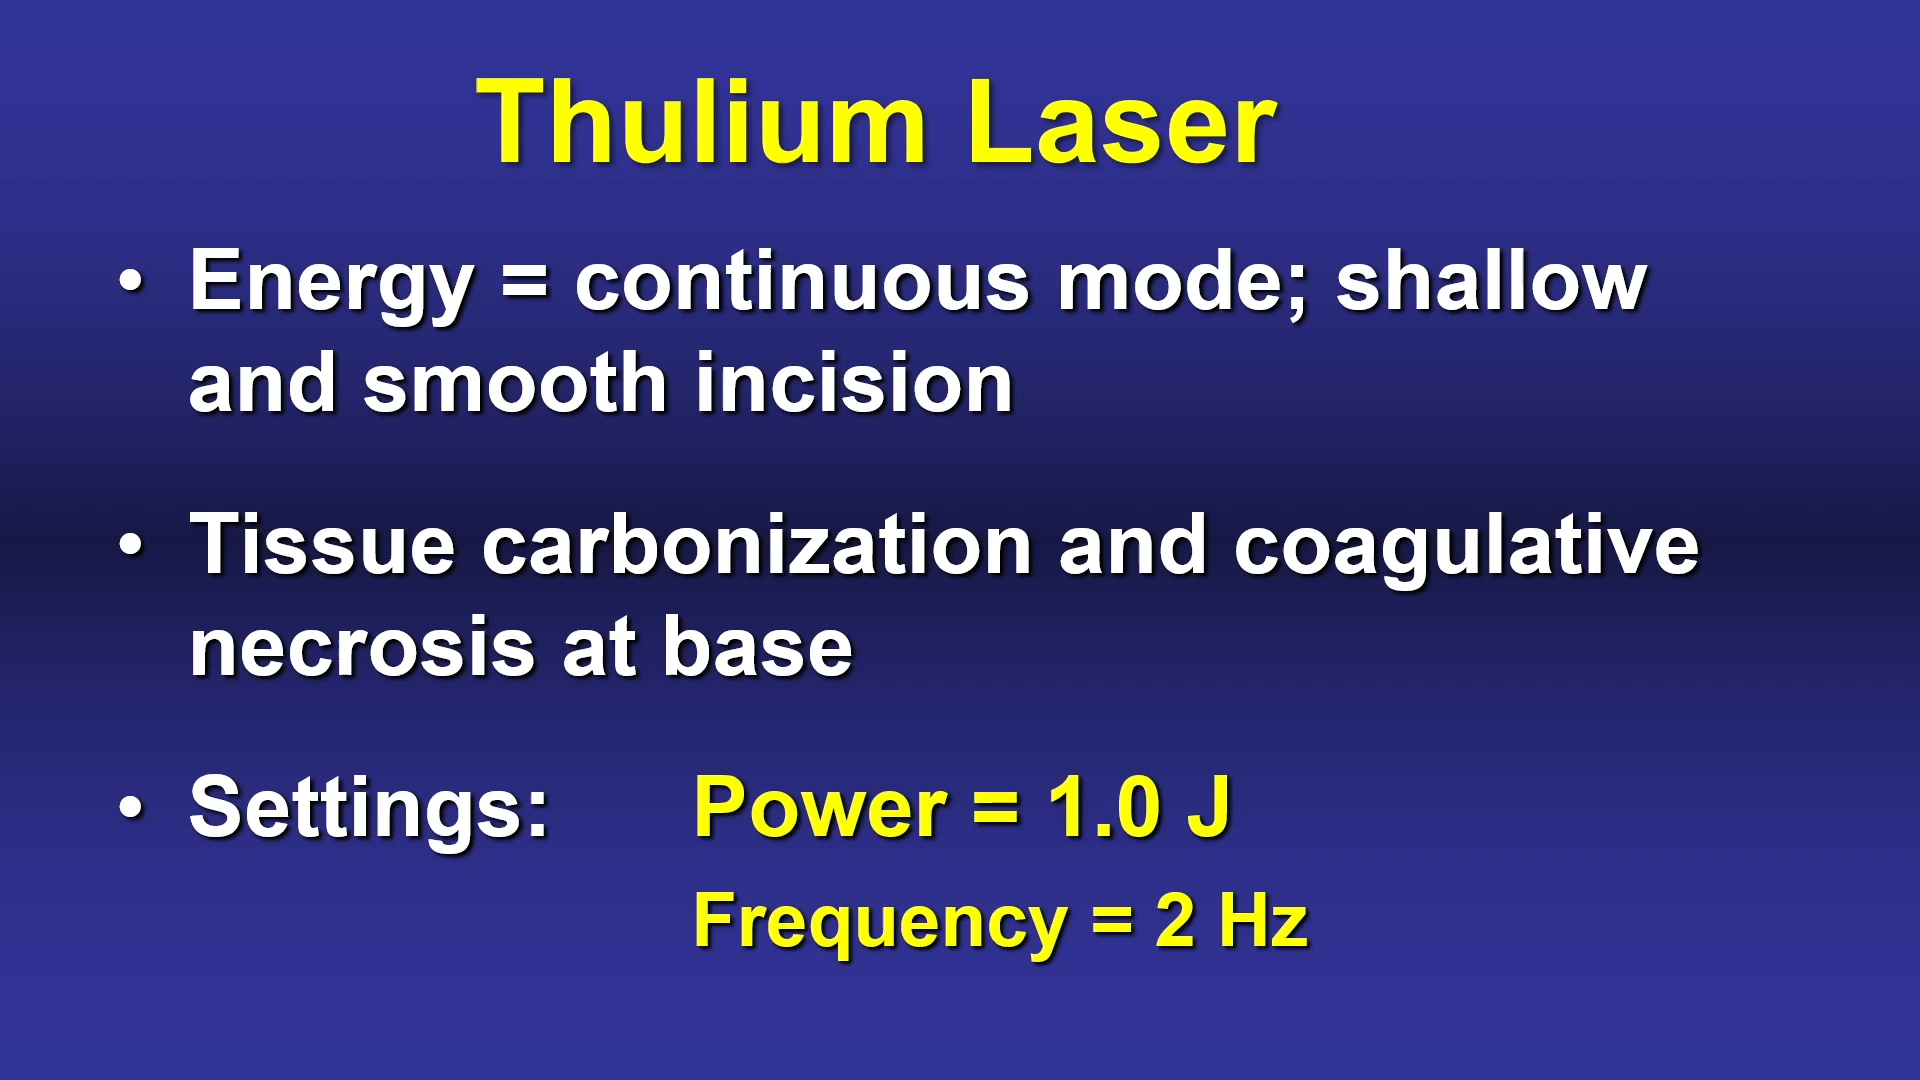 Thulium Laser
• Energy = continuous mode; shallow
and smooth incision
• Tissue carbonization and coagulative
necrosis at base
• Settings: Power = 1.0 J
Frequency = 2 Hz